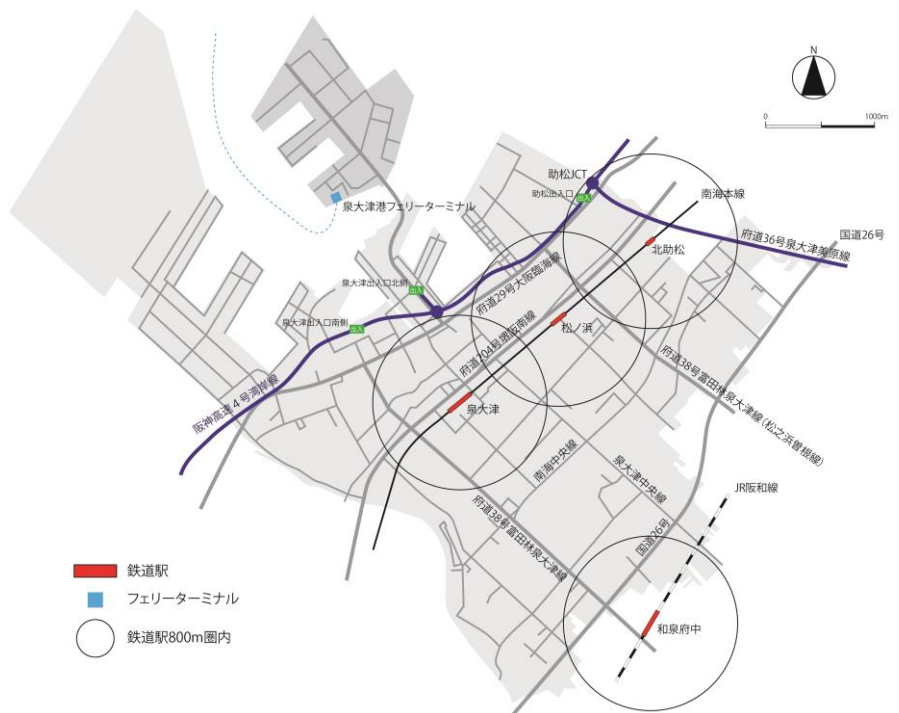 N
0 1000m
助松JCT
助松出入口
出入
南海本線
国道26号
府道36号泉大津美原線
泉大津港フェリーターミナル
北助松
泉大津出入口北側
出入
府道29号大阪臨海線
泉大津出入口南側
出入
松ノ浜
府道204号堺阪南線
阪神高速4号湾岸線
泉大津
府道38号富田林泉大津線(松之浜曽根線)
南海中央線
泉大津中央線
JR阪和線
府道38号富田林泉大津線
国道26号
和泉府中
鉄道駅
フェリーターミナル
鉄道駅800m圏内